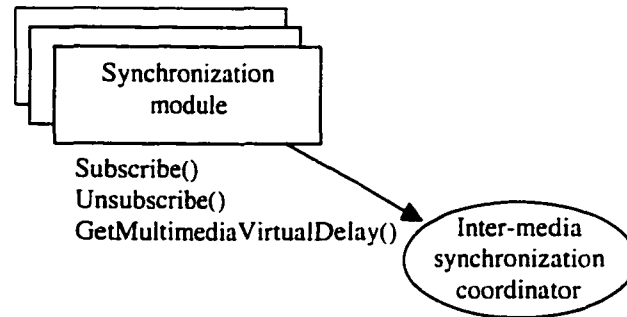 Synchronization
module
Subscribe()
Unsubscribe()
GetMultimediaVirtualDelay()
Inter-media
synchronization
coordinator